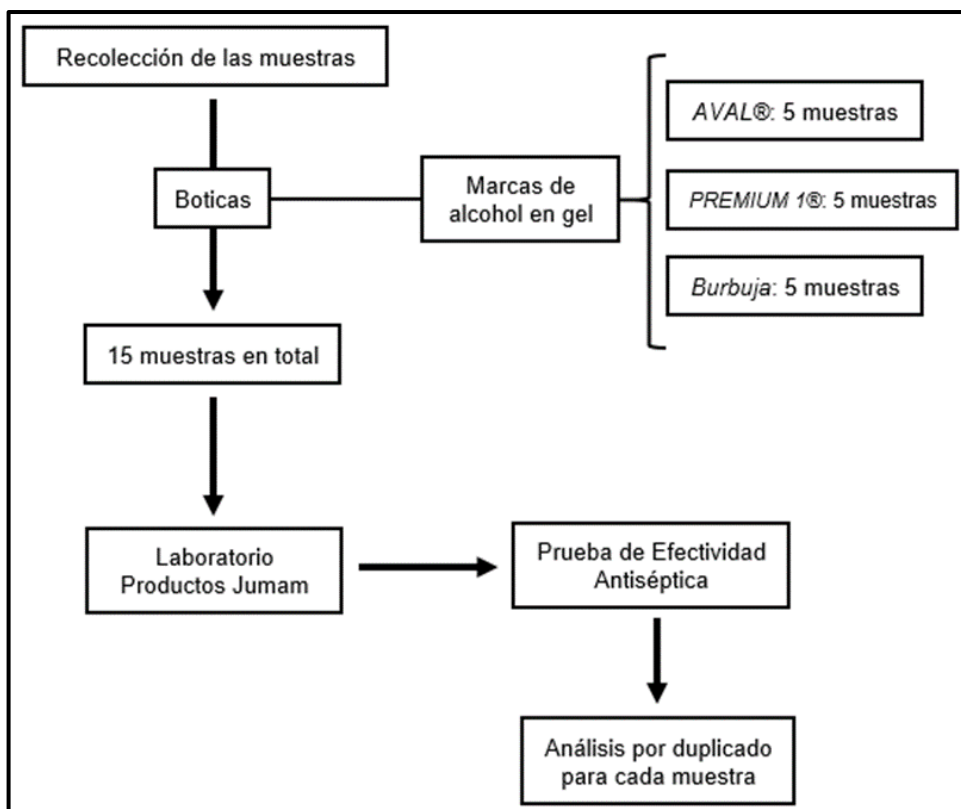 Recolección de las muestras
Boticas
Marcas de
alcohol en gel
AVAL®: 5 muestras
PREMIUM 1®: 5 muestras
Burbuja: 5 muestras
15 muestras en total
Laboratorio
Productos Jumam
Prueba de Efectividad
Antiséptica
Análisis por duplicado
para cada muestra